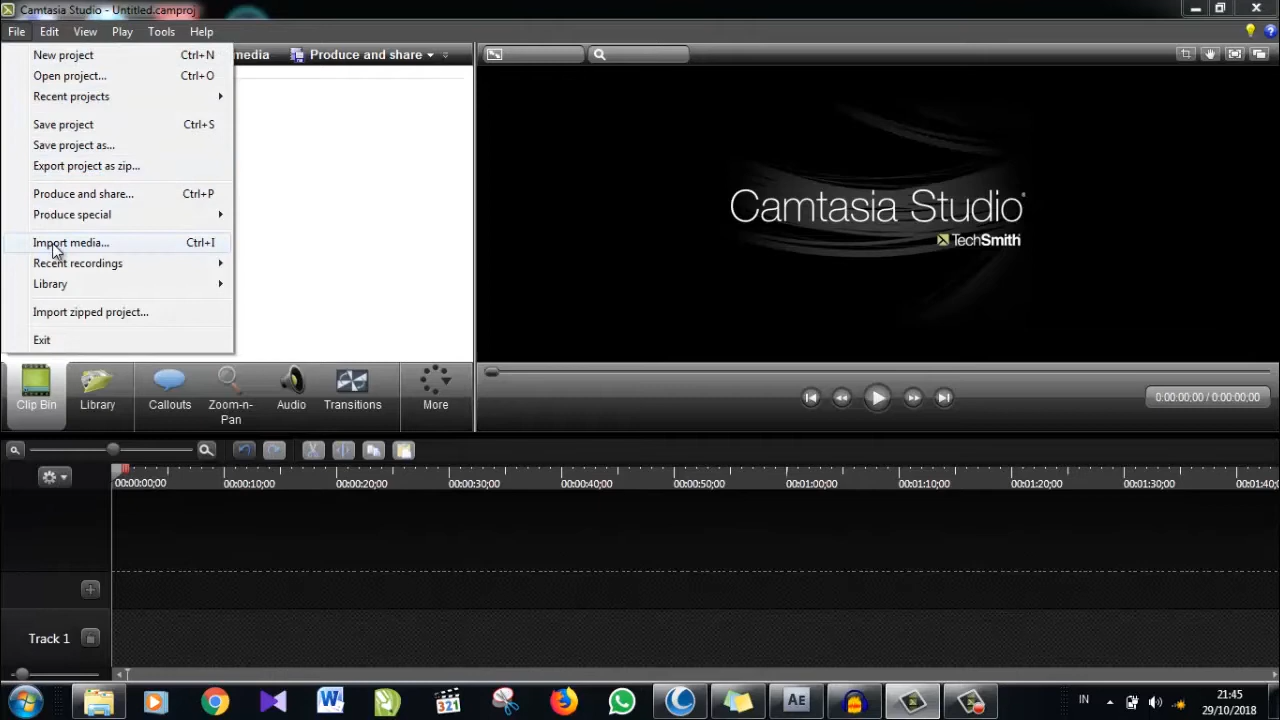 Camtasia Studio - Untitled.camproj
File Edit View Play Tools Help
New project Ctrl+N
Open project... Ctrl+O
Recent projects
Save project Ctrl+S
Save project as...
Export project as zip...
Produce and share... Ctrl+P
Produce special
Import media... Ctrl+I
Recent recordings
Library
Import zipped project...
Exit
media Produce and share
Camtasia Studio
TechSmith
Clip Bin Library Callouts Zoom-n-Pan Audio Transitions More
0:00:00;00 / 0:00:00;00
00:00:00;00 00:00:10;00 00:00:20;00 00:00:30;00 00:00:40;00 00:00:50;00 00:01:00;00 00:01:10;00 00:01:20;00 00:01:30;00 00:01:40;
Track 1
321
W
AE
IN
21:45
29/10/2018